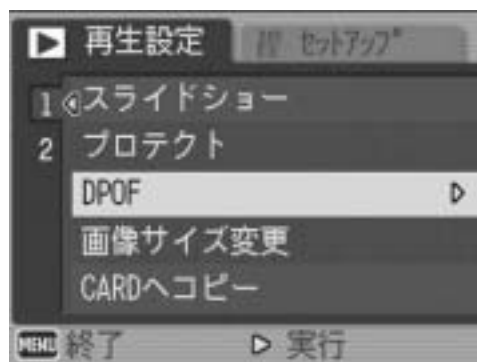 再生設定 セットアップ
1 スライドショー
2 プロテクト
DPOF
画像サイズ変更
CARDへコピー
MENU 終了 実行